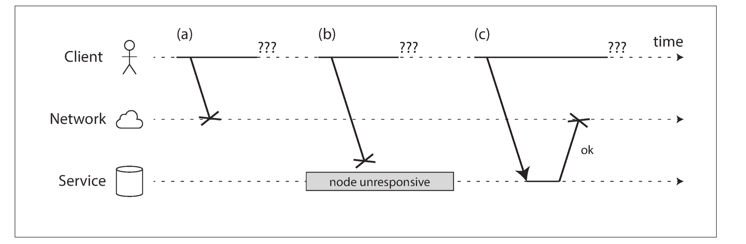 (a)
(b)
(c)
Client
???
???
???
time
Network
ok
Service
node unresponsive